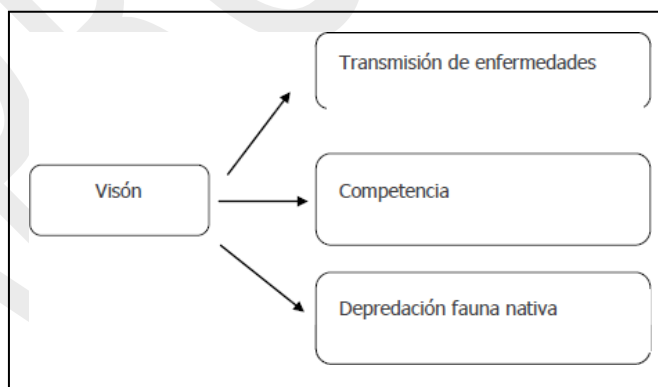 Transmisión de enfermedades
Visón
Competencia
Depredación fauna nativa